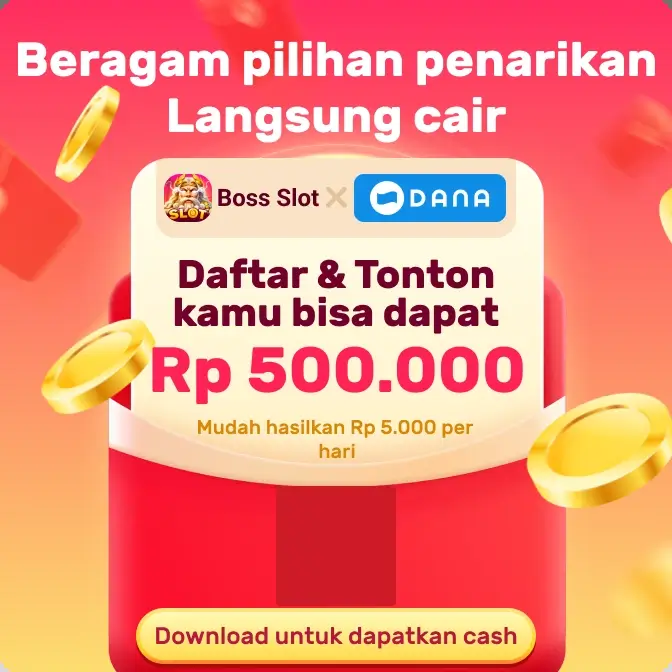 Beragam pilihan penarikan
Langsung cair
SLOT
Boss Slot × DANA
Daftar & Tonton
kamu bisa dapat
Rp 500.000
Mudah hasilkan Rp 5.000 per
hari
Download untuk dapatkan cash